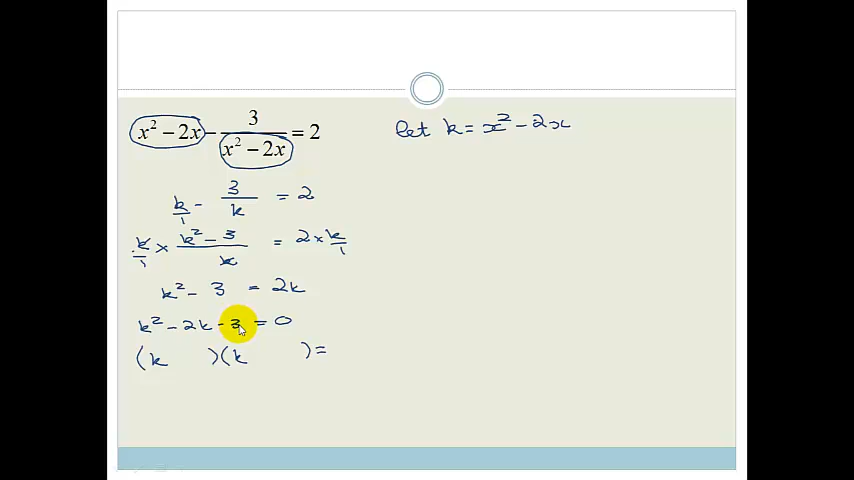 x² − 2x − 3/(x² − 2x) = 2
let k = x² − 2x
k/1 − 3/k = 2
k/1 × (k² − 3)/k = 2 × k/1
k² − 3 = 2k
k² − 2k − 3 = 0
(k )(k ) =